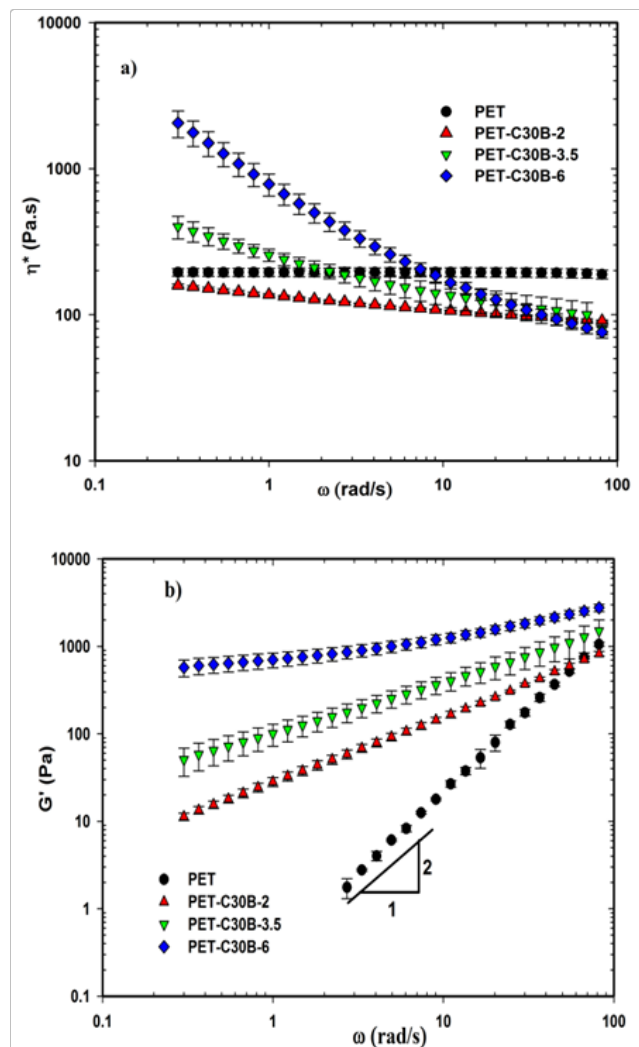 10000
a)
PET
PET-C30B-2
PET-C30B-3.5
PET-C30B-6
1000
η* (Pa.s)
100
10
0.1 1 10 100
ω (rad/s)
10000
b)
1000
100
G' (Pa)
10
2
1
PET
PET-C30B-2
PET-C30B-3.5
PET-C30B-6
1
0.1
0.1 1 10 100
ω (rad/s)